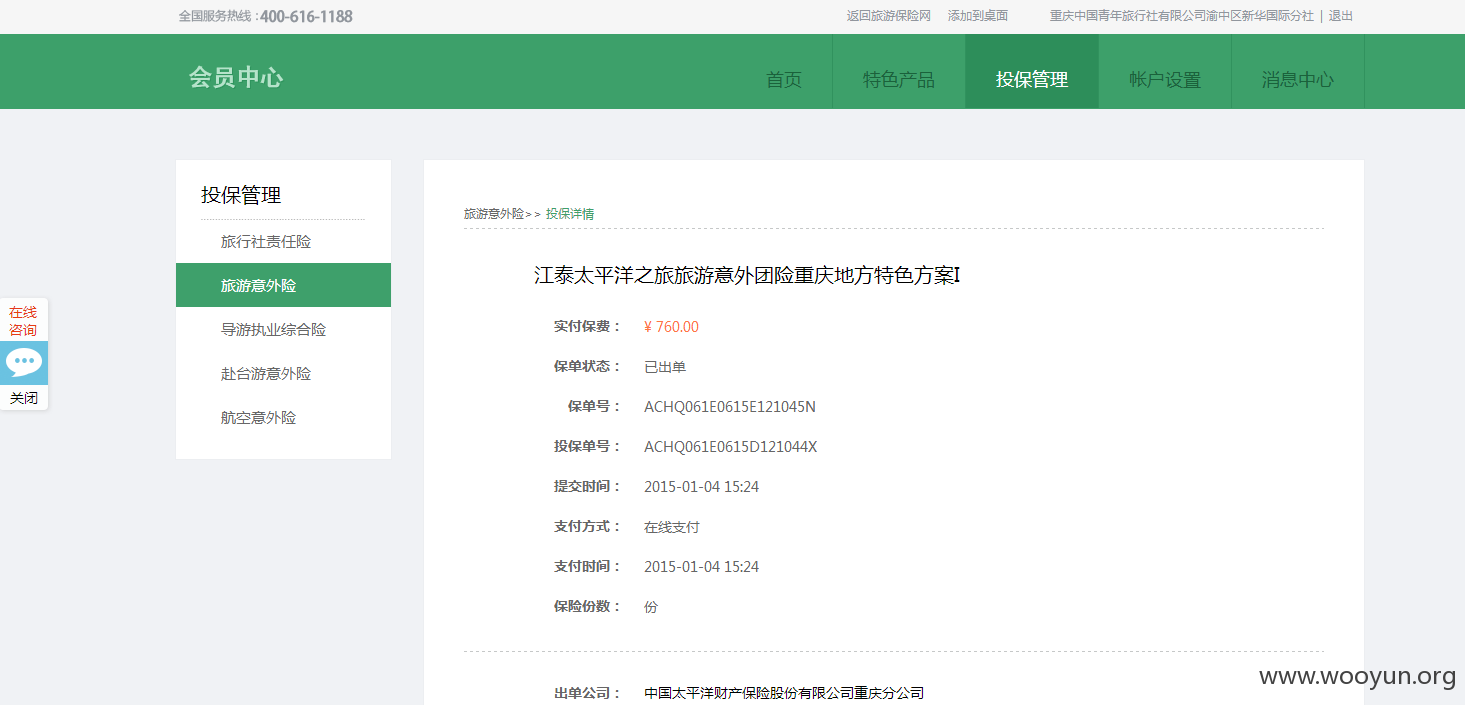 全国服务热线 :400-616-1188
返回旅游保险网 添加到桌面 重庆中国青年旅行社有限公司渝中区新华国际分社 | 退出
会员中心
首页 特色产品 投保管理 帐户设置 消息中心
投保管理
旅行社责任险
旅游意外险
导游执业综合险
赴台游意外险
航空意外险
在线
咨询
关闭
旅游意外险>> 投保详情
江泰太平洋之旅旅游意外团险重庆地方特色方案I
实付保费： ¥ 760.00
保单状态： 已出单
保单号： ACHQ061E0615E121045N
投保单号： ACHQ061E0615D121044X
提交时间： 2015-01-04 15:24
支付方式： 在线支付
支付时间： 2015-01-04 15:24
保险份数： 份
出单公司： 中国太平洋财产保险股份有限公司重庆分公司
www.wooyun.org